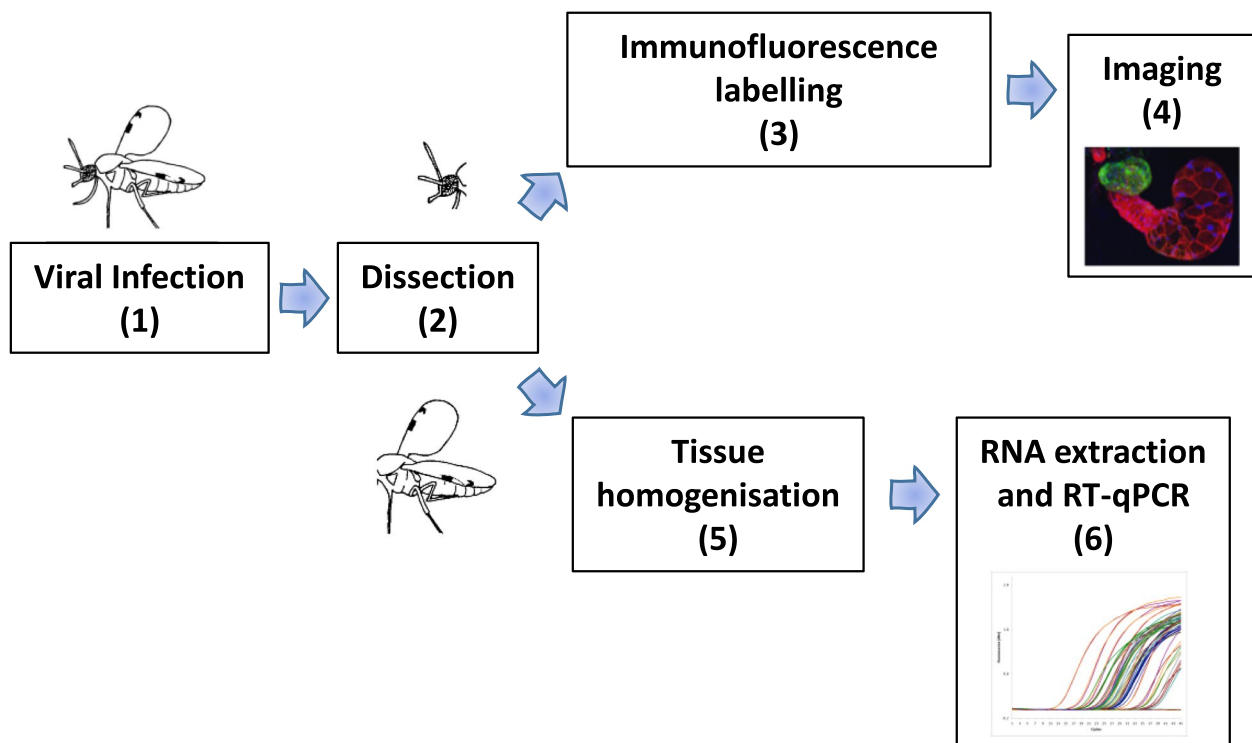 Viral Infection
(1)
Dissection
(2)
Immunofluorescence
labelling
(3)
Imaging
(4)
Tissue
homogenisation
(5)
RNA extraction
and RT-qPCR
(6)
Cycles